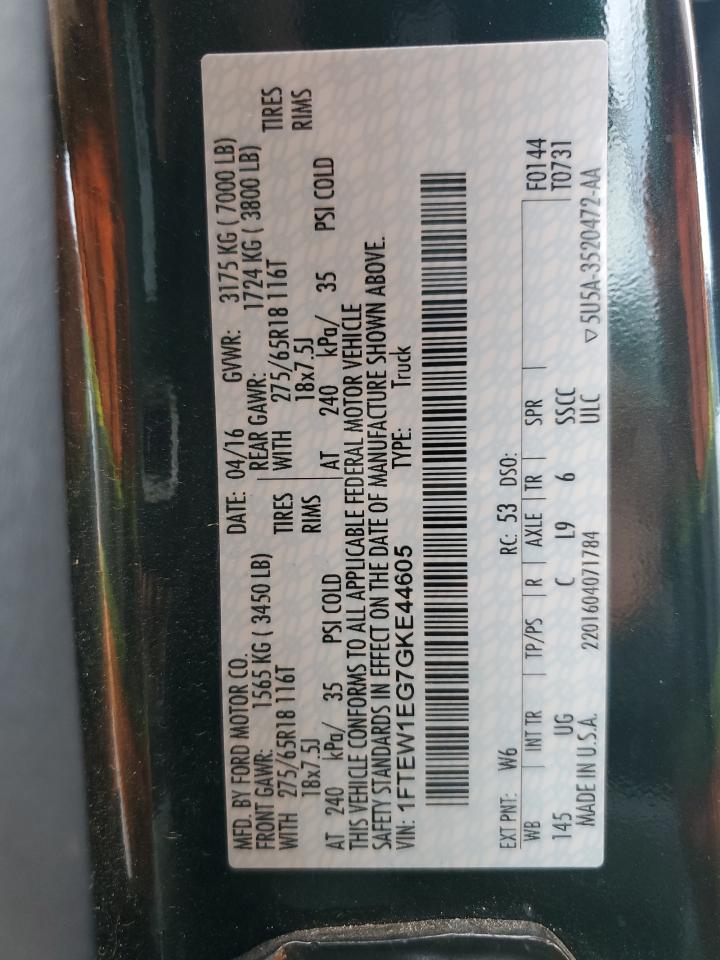 MFD. BY FORD MOTOR CO.
DATE: 04/16 GVWR: 3175 KG ( 7000 LB)
FRONT GAWR: 1565 KG ( 3450 LB)
REAR GAWR: 1724 KG ( 3800 LB)
WITH 275/65R18 116T TIRES
WITH 275/65R18 116T TIRES
18x7.5J RIMS
18x7.5J RIMS
AT 240 kPa/ 35 PSI COLD
AT 240 kPa/ 35 PSI COLD
THIS VEHICLE CONFORMS TO ALL APPLICABLE FEDERAL MOTOR VEHICLE
SAFETY STANDARDS IN EFFECT ON THE DATE OF MANUFACTURE SHOWN ABOVE.
VIN: 1FTEW1EG7GKE44605 TYPE: Truck
EXT PNT: W6 RC: 53 DSO:
WB INT TR TP/PS R AXLE TR SPR F0144
145 UG C L9 6 SSCC T0731
MADE IN U.S.A. 2201604071784 ULC ▽ 5U5A-3520472-AA